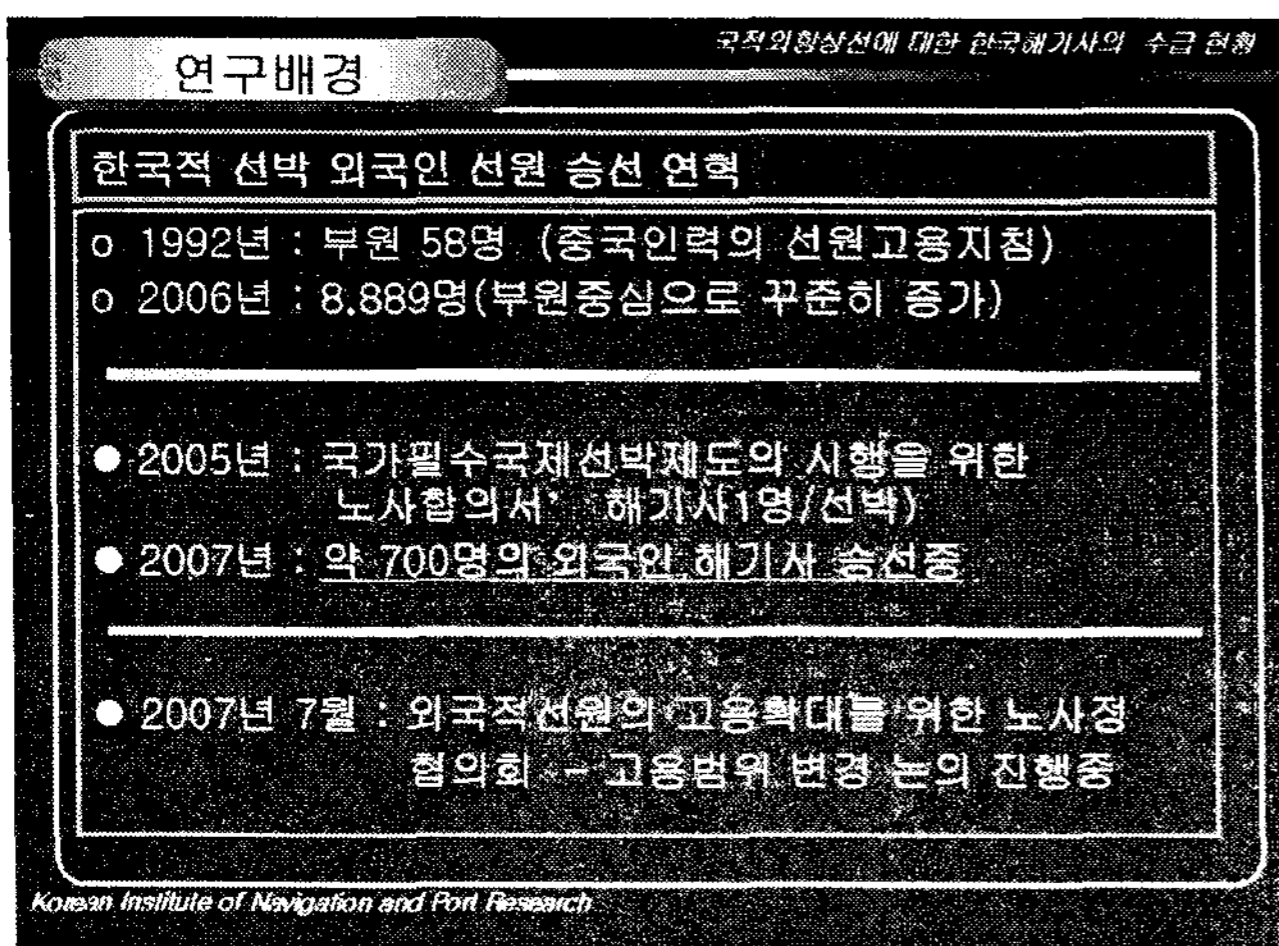 국적외항상선에 대한 한국해기사의 수급 현황
연구배경
한국적 선박 외국인 선원 승선 연혁
o 1992년 : 부원 58명 (중국인력의 선원고용지침)
o 2006년 : 8.889명(부원중심으로 꾸준히 증가)
● 2005년 : 국가필수국제선박제도의 시행을 위한
노사합의서 해기사1명/선박)
● 2007년 : 약 700명의 외국인 해기사 승선중
● 2007년 7월 : 외국적선원의 고용확대를 위한 노사정
협의회 - 고용범위 변경 논의 진행중
Korean Institute of Navigation and Port Research